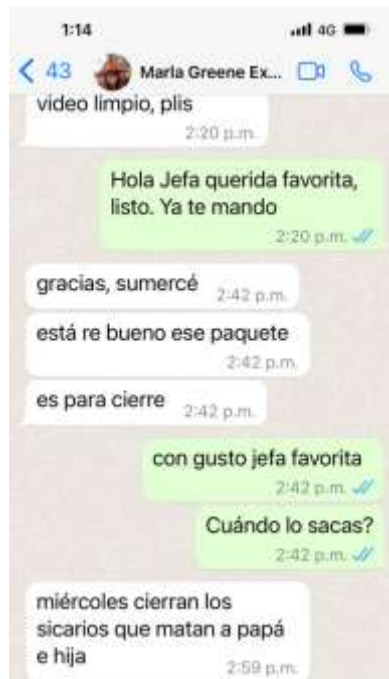 1:14
4G
43
Marla Greene Ex...
video limpio, plis
2:20 p.m.
Hola Jefa querida favorita,
listo. Ya te mando
2:20 p.m.
gracias, sumercé
2:42 p.m.
está re bueno ese paquete
2:42 p.m.
es para cierre
2:42 p.m.
con gusto jefa favorita
2:42 p.m.
Cuándo lo sacas?
2:42 p.m.
miércoles cierran los
sicarios que matan a papá
e hija
2:59 p.m.